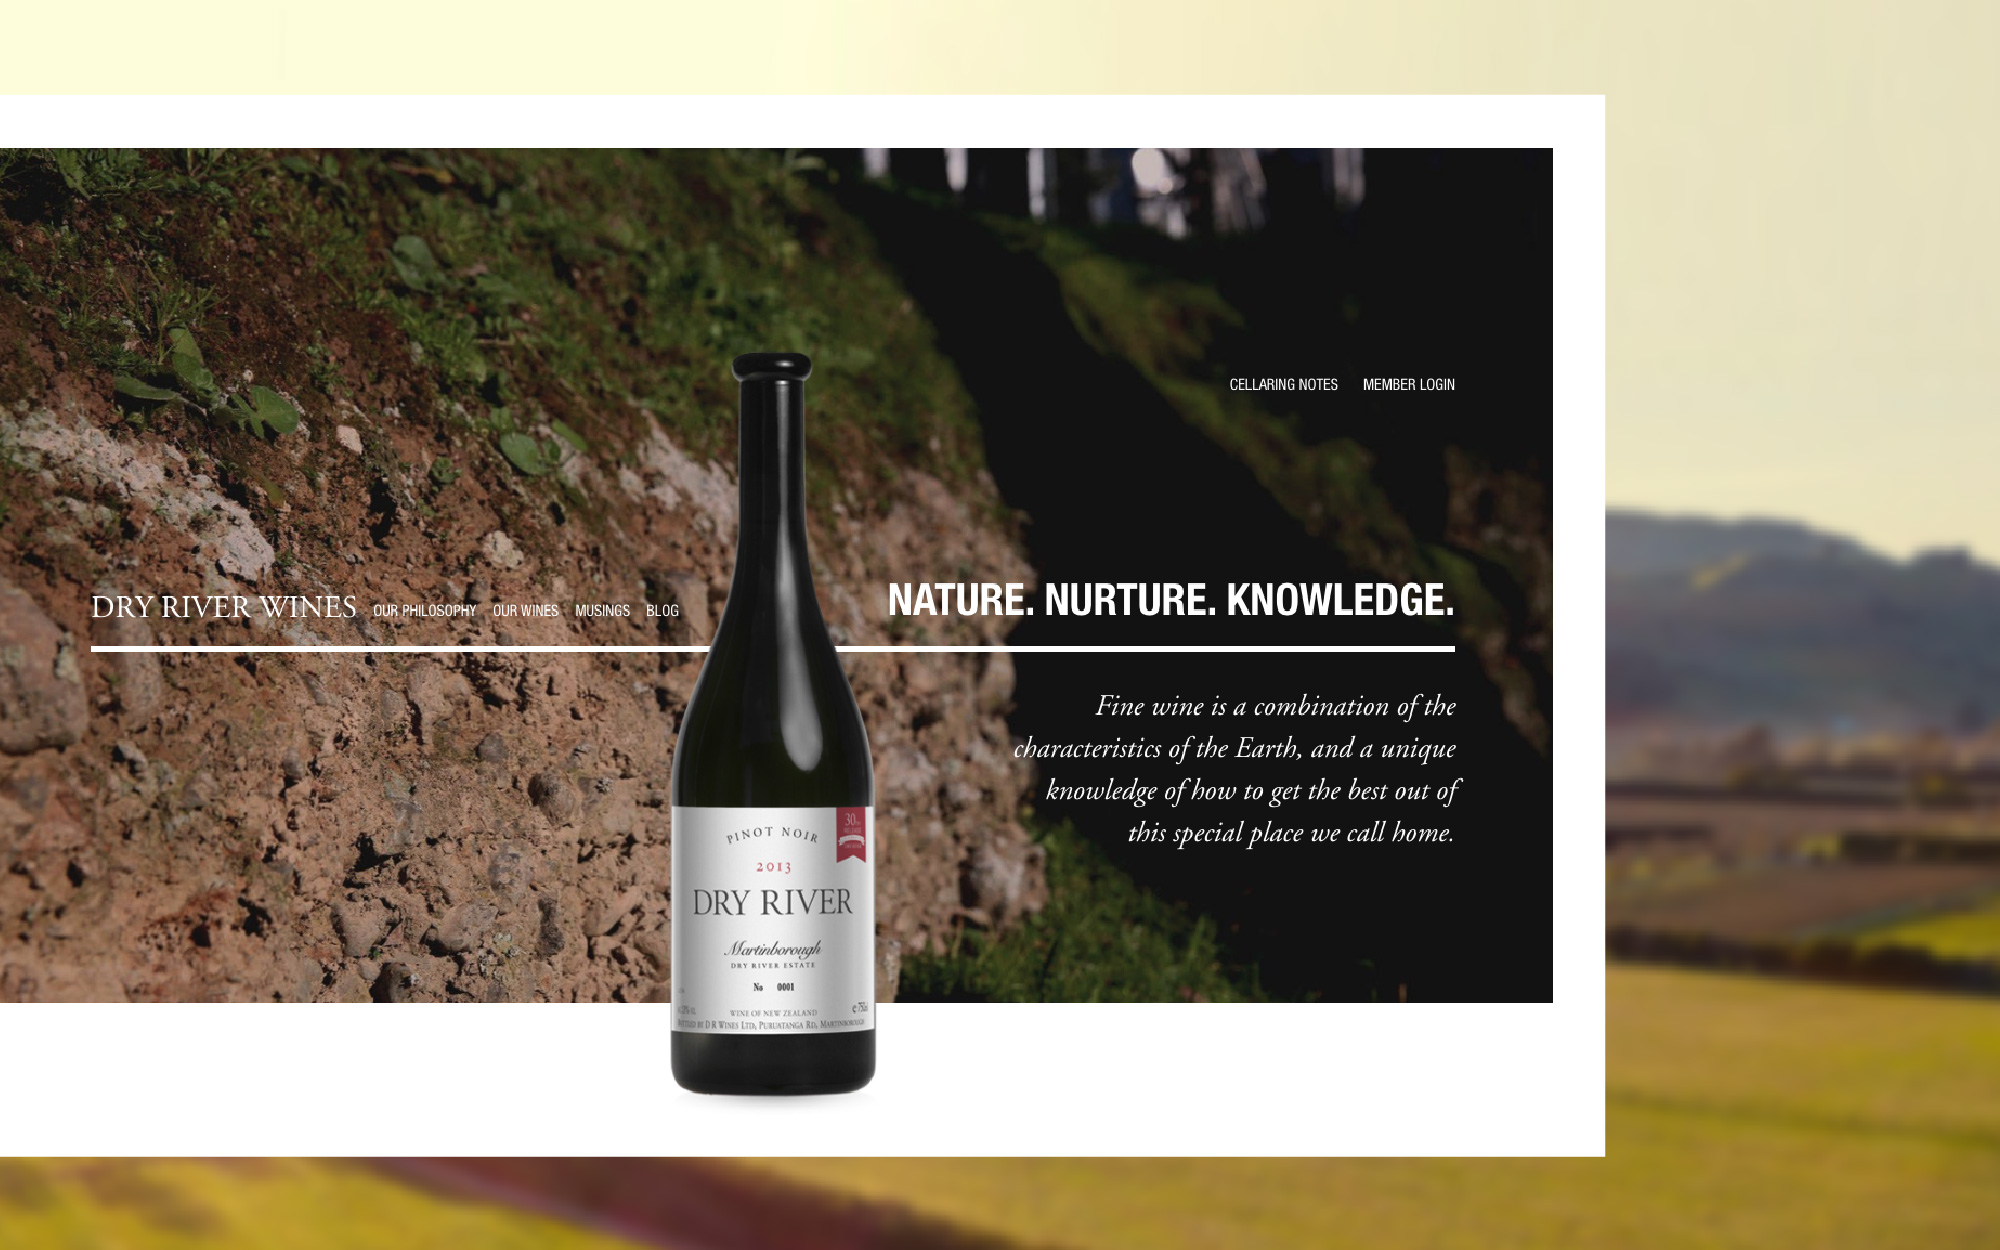 CELLARING NOTES MEMBER LOGIN
DRY RIVER WINES OUR PHILOSOPHY OUR WINES MUSINGS BLOG
NATURE. NURTURE. KNOWLEDGE.
Fine wine is a combination of the
characteristics of the Earth, and a unique
knowledge of how to get the best out of
this special place we call home.
PINOT NOIR
30
2013
DRY RIVER
Martinborough
DRY RIVER ESTATE
No 0001
WINE OF NEW ZEALAND
BOTTLED BY D R WINES LTD, PURUATANGA RD, MARTINBOROUGH